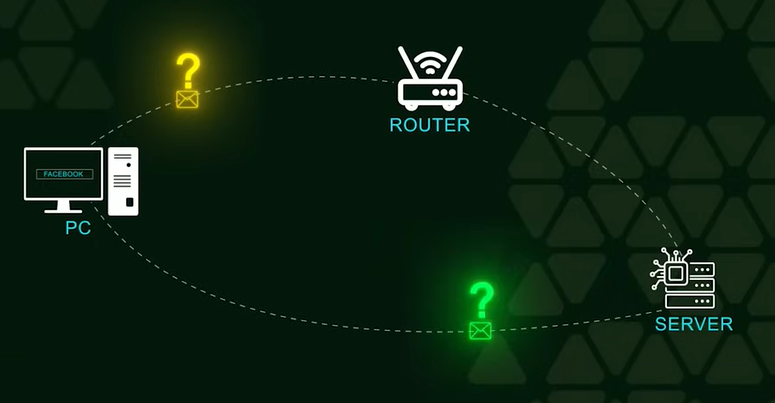 ?
ROUTER
FACEBOOK
PC
?
SERVER